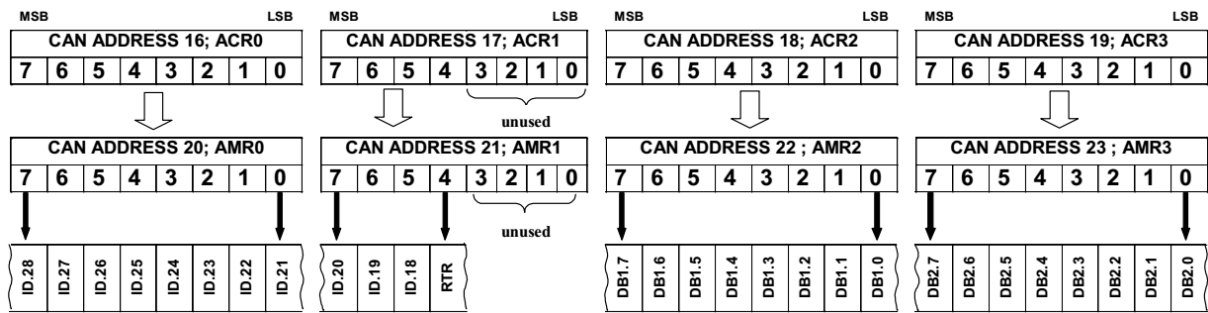 MSB LSB MSB LSB
CAN ADDRESS 16; ACR0 CAN ADDRESS 17; ACR1 CAN ADDRESS 18; ACR2 CAN ADDRESS 19; ACR3
7 6 5 4 3 2 1 0 7 6 5 4 3 2 1 0 7 6 5 4 3 2 1 0 7 6 5 4 3 2 1 0
unused
CAN ADDRESS 20; AMR0 CAN ADDRESS 21; AMR1 CAN ADDRESS 22 ; AMR2 CAN ADDRESS 23 ; AMR3
7 6 5 4 3 2 1 0 7 6 5 4 3 2 1 0 7 6 5 4 3 2 1 0 7 6 5 4 3 2 1 0
unused
ID.28 ID.27 ID.26 ID.25 ID.24 ID.23 ID.22 ID.21 ID.20 ID.19 ID.18 RTR DB1.7 DB1.6 DB1.5 DB1.4 DB1.3 DB1.2 DB1.1 DB1.0 DB2.7 DB2.6 DB2.5 DB2.4 DB2.3 DB2.2 DB2.1 DB2.0